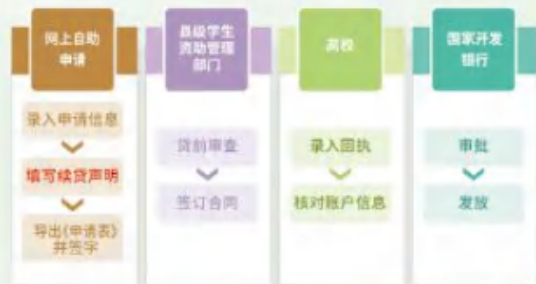 网上自助
申请
录入申请信息
填写续贷声明
导出《申请表》
并签字
县级学生
资助管理
部门
贷前审查
签订合同
高校
录入回执
核对账户信息
国家开发
银行
审批
发放